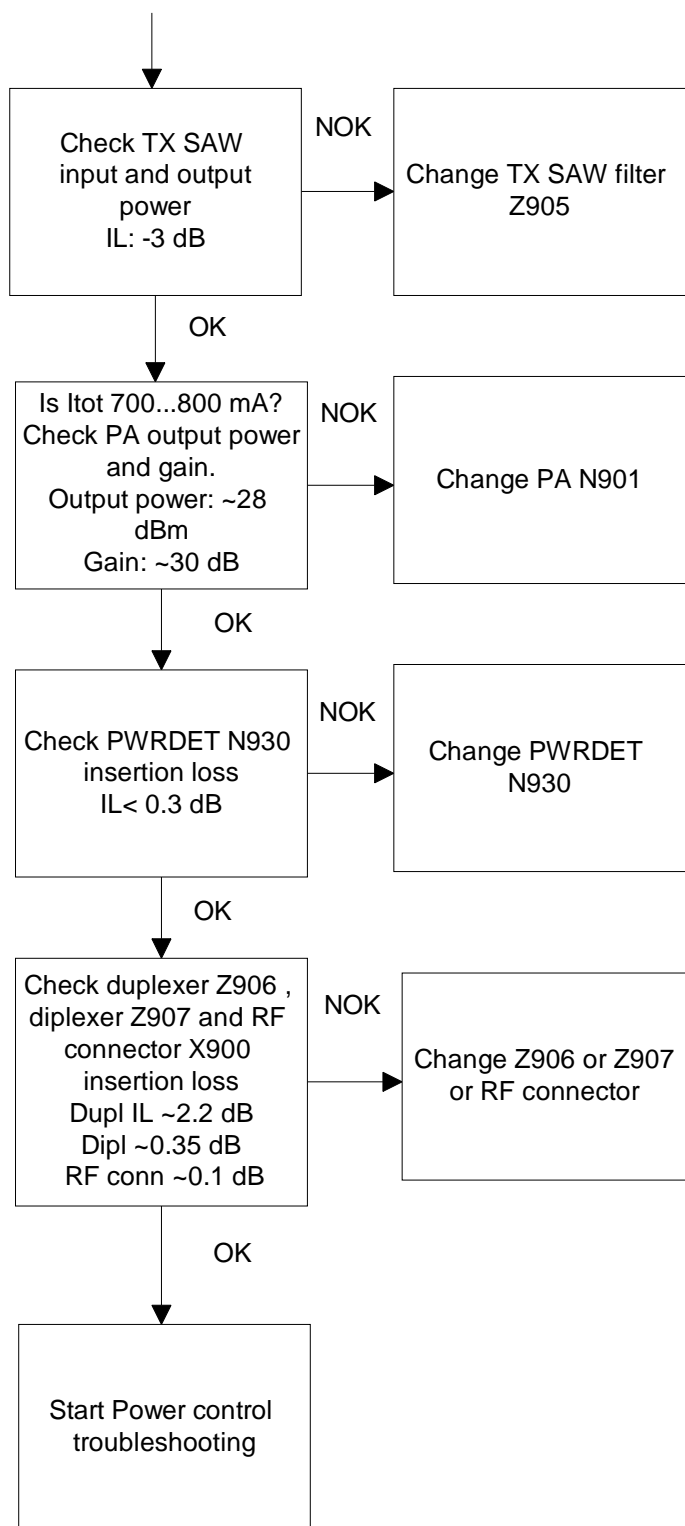 Check TX SAW
input and output
power
IL: -3 dB
NOK
Change TX SAW filter
Z905
OK
Is Itot 700...800 mA?
Check PA output power
and gain.
Output power: ~28
dBm
Gain: ~30 dB
NOK
Change PA N901
OK
Check PWRDET N930
insertion loss
IL< 0.3 dB
NOK
Change PWRDET
N930
OK
Check duplexer Z906 ,
diplexer Z907 and RF
connector X900
insertion loss
Dupl IL ~2.2 dB
Dipl ~0.35 dB
RF conn ~0.1 dB
NOK
Change Z906 or Z907
or RF connector
OK
Start Power control
troubleshooting